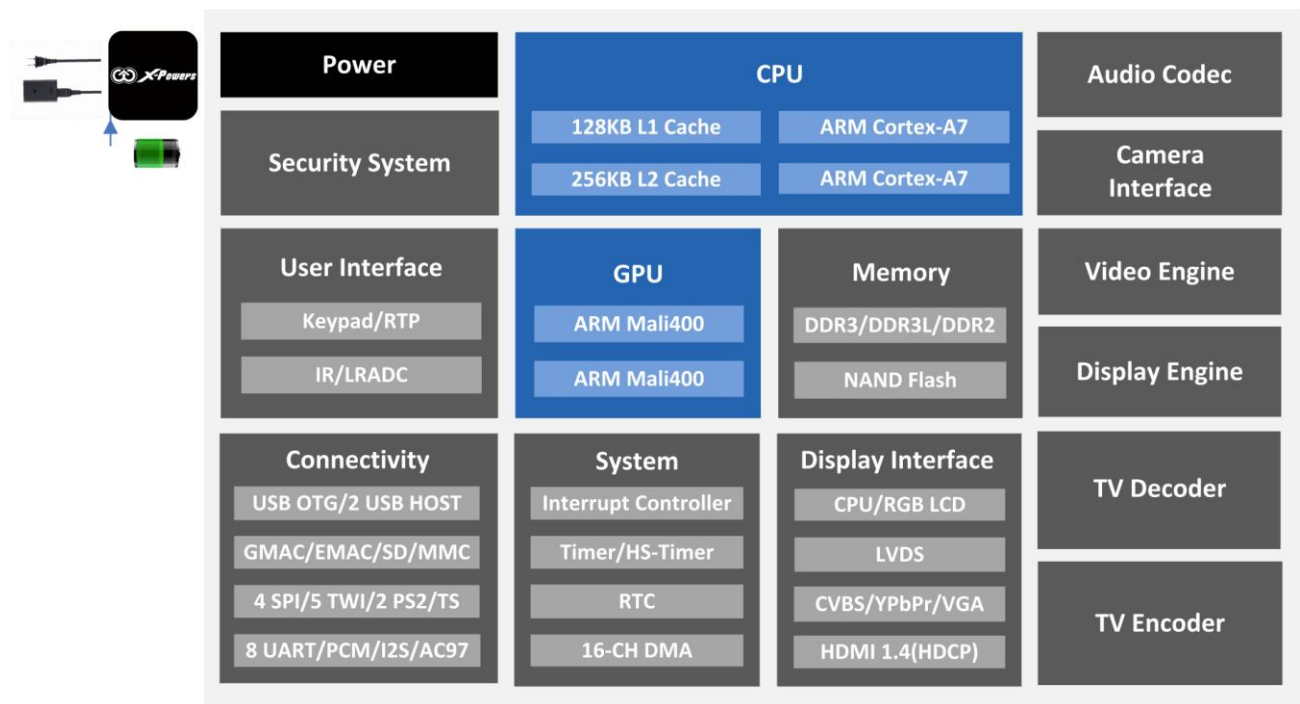 X-Powers
Power
Security System
CPU
128KB L1 Cache
ARM Cortex-A7
256KB L2 Cache
ARM Cortex-A7
Audio Codec
Camera
Interface
User Interface
Keypad/RTP
IR/LRADC
GPU
ARM Mali400
ARM Mali400
Memory
DDR3/DDR3L/DDR2
NAND Flash
Video Engine
Display Engine
Connectivity
USB OTG/2 USB HOST
GMAC/EMAC/SD/MMC
4 SPI/5 TWI/2 PS2/TS
8 UART/PCM/I2S/AC97
System
Interrupt Controller
Timer/HS-Timer
RTC
16-CH DMA
Display Interface
CPU/RGB LCD
LVDS
CVBS/YPbPr/VGA
HDMI 1.4(HDCP)
TV Decoder
TV Encoder